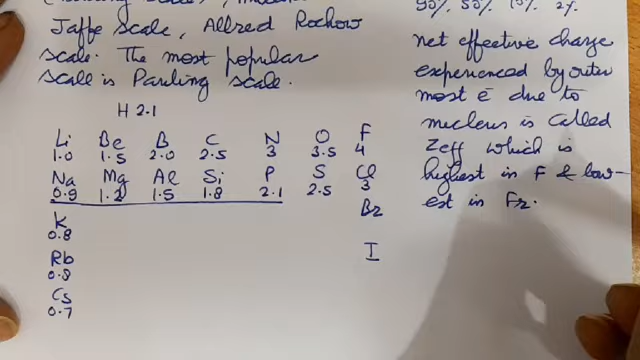 Jaffe Scale, Allred Rochow
scale. The most popular
scale is Pauling scale.
H 2.1
Li Be B C N O F
1.0 1.5 2.0 2.5 3 3.5 4
Na Mg Al Si P S Cl
0.9 1.2 1.5 1.8 2.1 2.5 3
K Br
0.8
Rb I
0.8
Cs
0.7
90%, 50%, 10%. 2%.
net effective charge
experienced by outer
most e̅ due to
nucleus is called
Zeff which is
highest in F & low-
est in Fr.